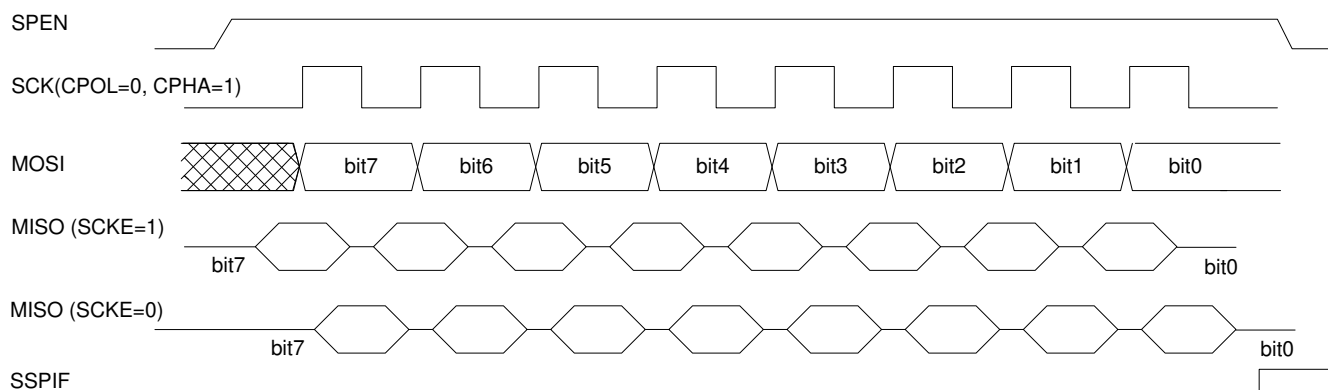 SPEN
SCK(CPOL=0, CPHA=1)
MOSI
bit7 bit6 bit5 bit4 bit3 bit2 bit1 bit0
MISO (SCKE=1)
bit7 bit0
MISO (SCKE=0)
bit7 bit0
SSPIF